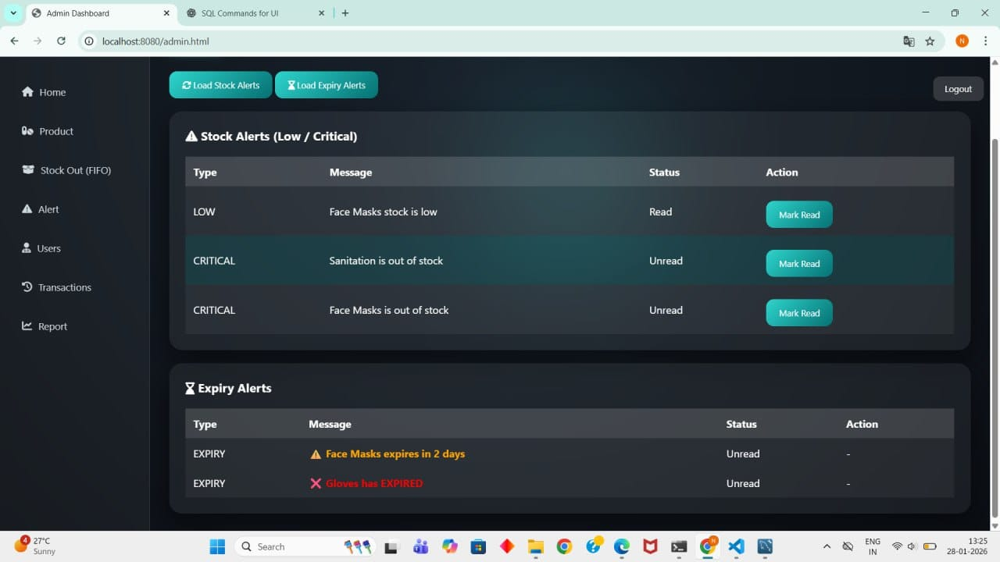 Admin Dashboard
SQL Commands for UI
localhost:8080/admin.html
N
Home
Product
Stock Out (FIFO)
Alert
Users
Transactions
Report
Load Stock Alerts
Load Expiry Alerts
Logout
Stock Alerts (Low / Critical)
Type Message Status Action
LOW Face Masks stock is low Read Mark Read
CRITICAL Sanitation is out of stock Unread Mark Read
CRITICAL Face Masks is out of stock Unread Mark Read
Expiry Alerts
Type Message Status Action
EXPIRY Face Masks expires in 2 days Unread -
EXPIRY Gloves has EXPIRED Unread -
4
27°C
Sunny
Search
N
ENG
IN
13:25
28-01-2026